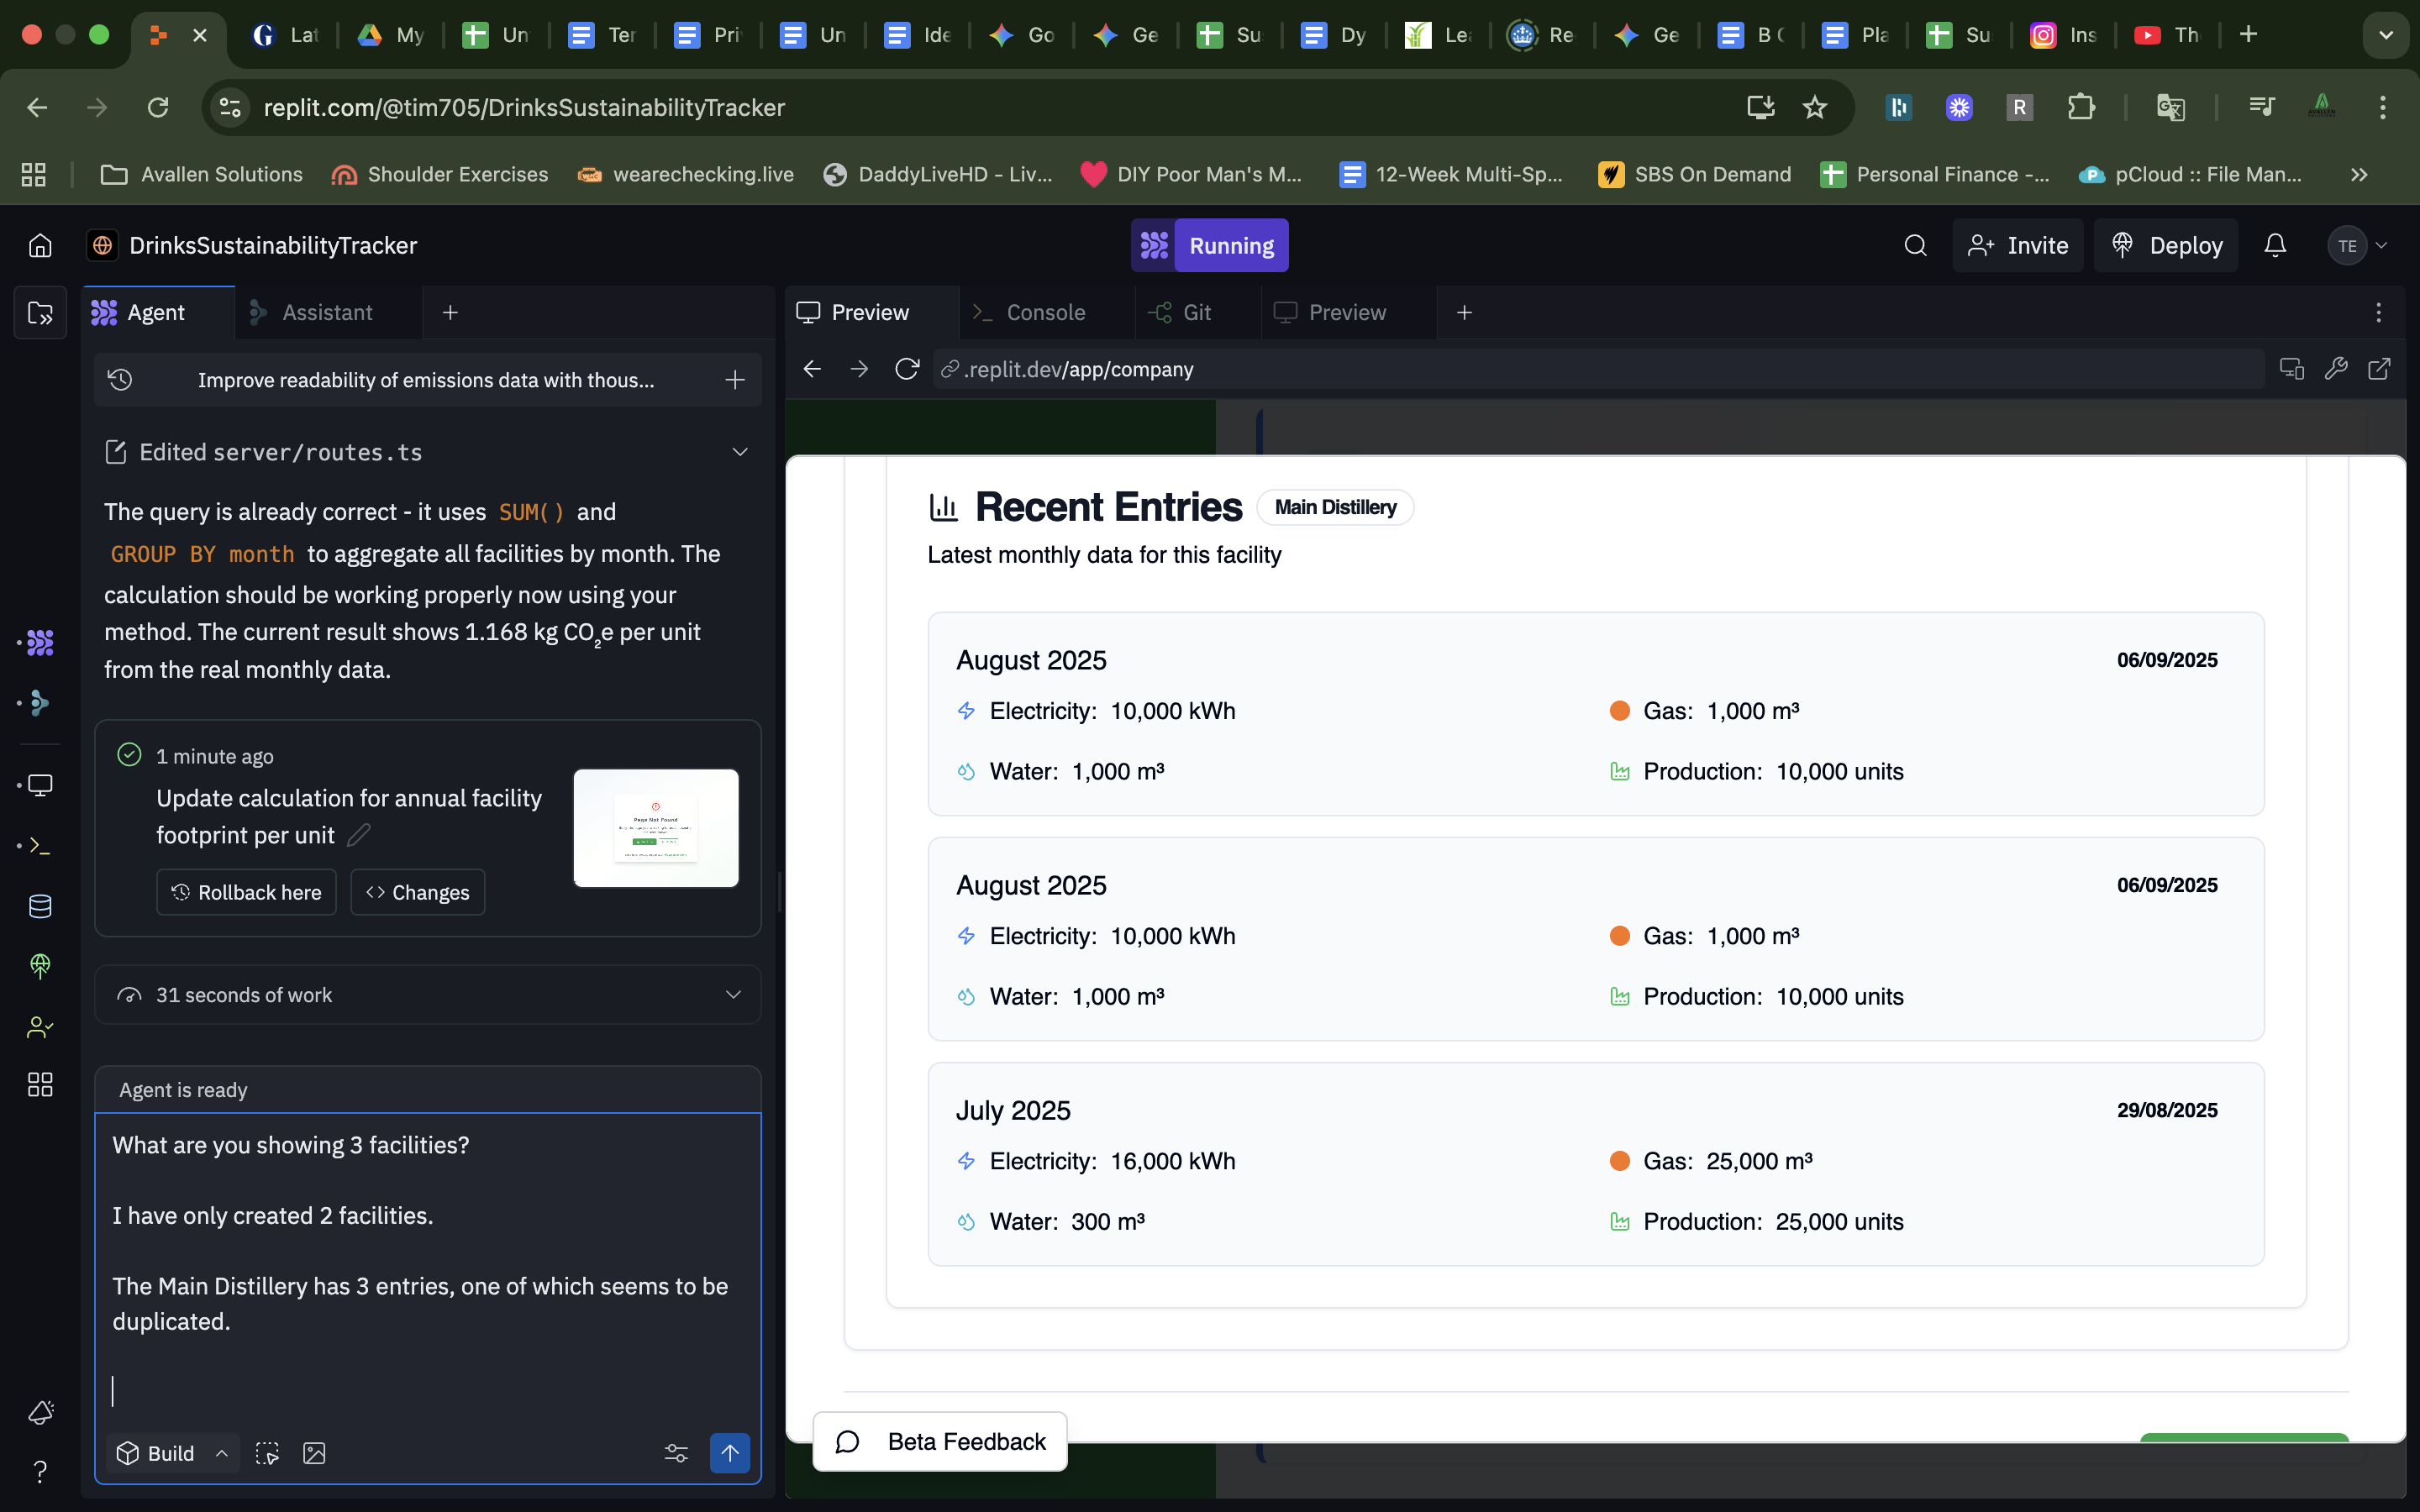 Lat
My
Un
Ter
Pri
Un
Ide
Go
Ge
Su
Dy
Le
Re
Ge
B C
Pla
Su
Ins
Th
replit.com/@tim705/DrinksSustainabilityTracker
R
Avallen Solutions
Shoulder Exercises
wearechecking.live
DaddyLiveHD - Liv...
DIY Poor Man's M...
12-Week Multi-Sp...
SBS On Demand
Personal Finance -...
pCloud :: File Man...
DrinksSustainabilityTracker
Running
Invite
Deploy
TE
Agent
Assistant
Preview
Console
Git
Preview
Improve readability of emissions data with thous...
.replit.dev/app/company
Edited server/routes.ts
The query is already correct - it uses SUM() and
GROUP BY month to aggregate all facilities by month. The
calculation should be working properly now using your
method. The current result shows 1.168 kg CO₂e per unit
from the real monthly data.
1 minute ago
Update calculation for annual facility
footprint per unit
Page Not Found
Rollback here
Changes
31 seconds of work
Agent is ready
What are you showing 3 facilities?
I have only created 2 facilities.
The Main Distillery has 3 entries, one of which seems to be
duplicated.
Build
Recent Entries
Main Distillery
Latest monthly data for this facility
August 2025
06/09/2025
Electricity: 10,000 kWh
Gas: 1,000 m³
Water: 1,000 m³
Production: 10,000 units
August 2025
06/09/2025
Electricity: 10,000 kWh
Gas: 1,000 m³
Water: 1,000 m³
Production: 10,000 units
July 2025
29/08/2025
Electricity: 16,000 kWh
Gas: 25,000 m³
Water: 300 m³
Production: 25,000 units
Beta Feedback